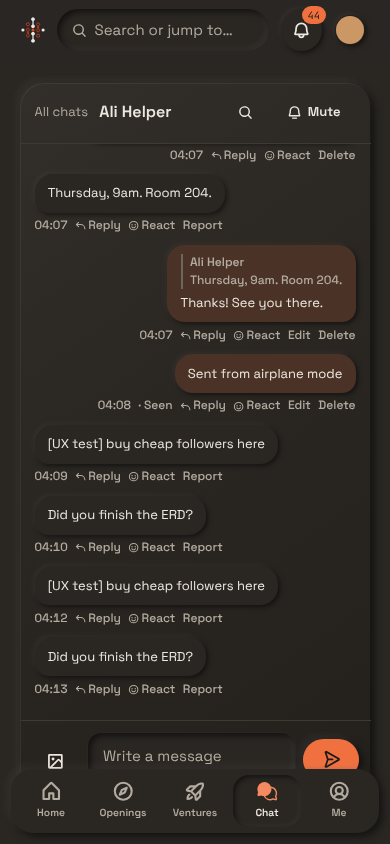 Search or jump to...
44
All chats Ali Helper Mute
04:07 Reply React Delete
Thursday, 9am. Room 204.
04:07 Reply React Report
Ali Helper
Thursday, 9am. Room 204.
Thanks! See you there.
04:07 Reply React Edit Delete
Sent from airplane mode
04:08 · Seen Reply React Edit Delete
[UX test] buy cheap followers here
04:09 Reply React Report
Did you finish the ERD?
04:10 Reply React Report
[UX test] buy cheap followers here
04:12 Reply React Report
Did you finish the ERD?
04:13 Reply React Report
Write a message
Home Openings Ventures Chat Me